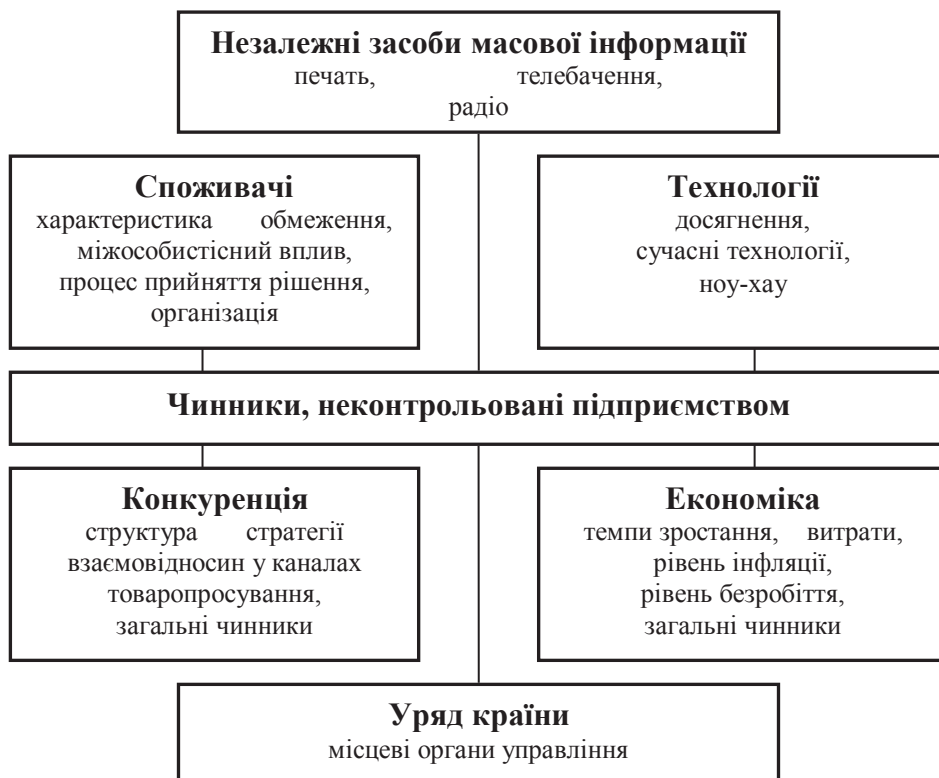 Незалежні засоби масової інформації
печать, телебачення,
радіо
Споживачі
характеристика обмеження,
міжособистісний вплив,
процес прийняття рішення,
організація
Технології
досягнення,
сучасні технології,
ноу-хау
Чинники, неконтрольовані підприємством
Конкуренція
структура стратегії
взаємовідносин у каналах
товаропросування,
загальні чинники
Економіка
темпи зростання, витрати,
рівень інфляції,
рівень безробіття,
загальні чинники
Уряд країни
місцеві органи управління